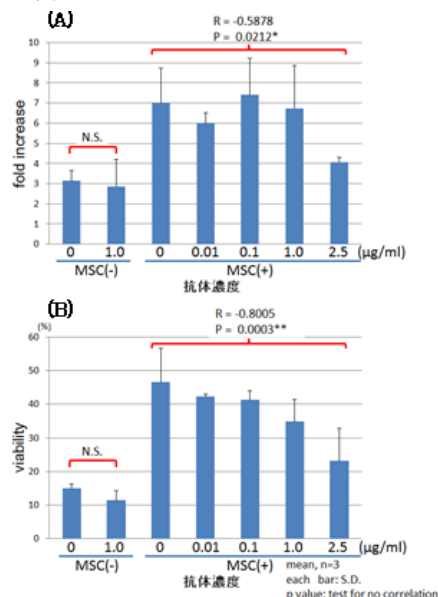 (A)
R = -0.5878
P = 0.0212*
10
9
8
7
6
5
4
3
2
1
0
fold increase
N.S.
0 1.0 0 0.01 0.1 1.0 2.5 (μg/ml)
MSC(-) MSC(+)
抗体濃度
(B)
R = -0.8005
P = 0.0003**
(%)
60
50
40
30
20
10
0
viability
N.S.
0 1.0 0 0.01 0.1 1.0 2.5 (μg/ml)
MSC(-) MSC(+)
抗体濃度
mean, n=3
each bar: S.D.
p value: test for no correlation